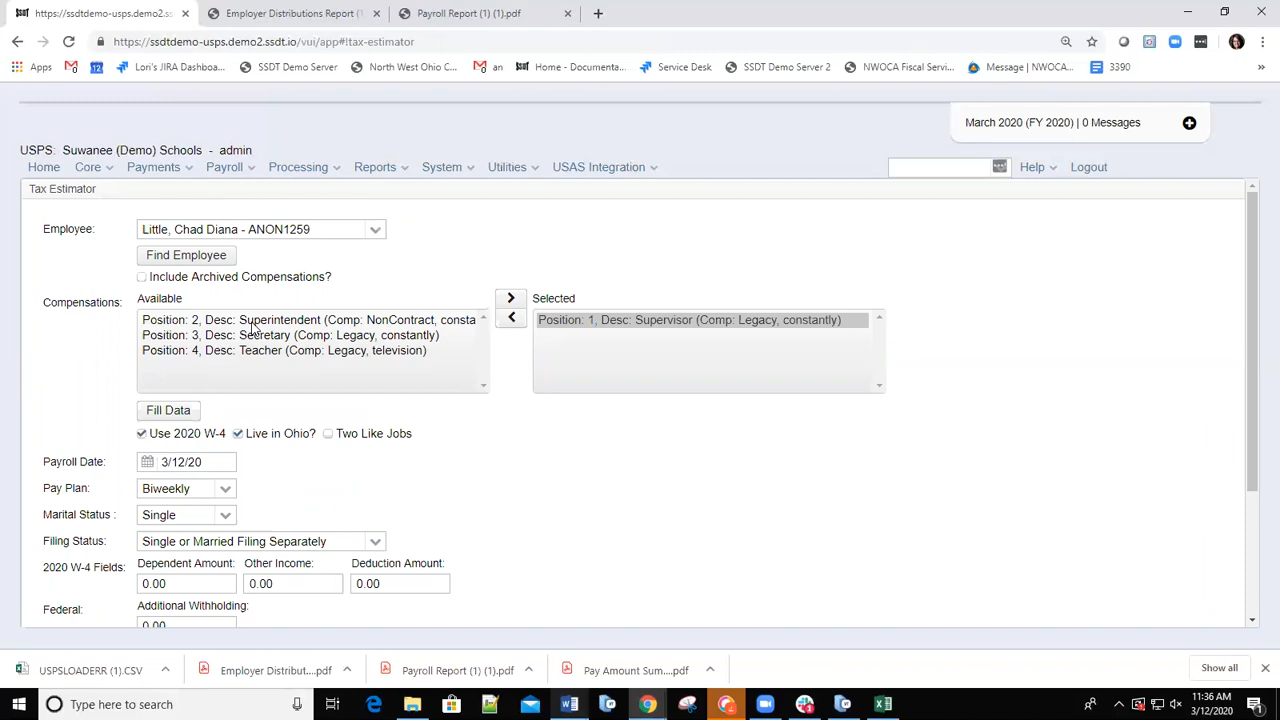 https://ssdtdemo-usps.demo2.ssdt.io/ × Employer Distributions Report ( × Payroll Report (1) (1).pdf × +
https://ssdtdemo-usps.demo2.ssdt.io/vui/app#!tax-estimator
Apps Lori's JIRA Dashboa... SSDT Demo Server North West Ohio C... an Home - Documenta... Service Desk SSDT Demo Server 2 NWOCA Fiscal Servi... Message | NWOCA... 3390 »
March 2020 (FY 2020) | 0 Messages
USPS: Suwanee (Demo) Schools - admin
Home Core Payments Payroll Processing Reports System Utilities USAS Integration Help Logout
Tax Estimator
Employee: Little, Chad Diana - ANON1259
Find Employee
Include Archived Compensations?
Compensations: Available Selected
Position: 2, Desc: Superintendent (Comp: NonContract, consta
Position: 3, Desc: Secretary (Comp: Legacy, constantly)
Position: 4, Desc: Teacher (Comp: Legacy, television)
Position: 1, Desc: Supervisor (Comp: Legacy, constantly)
Fill Data
Use 2020 W-4 Live in Ohio? Two Like Jobs
Payroll Date: 3/12/20
Pay Plan: Biweekly
Marital Status : Single
Filing Status: Single or Married Filing Separately
2020 W-4 Fields: Dependent Amount: Other Income: Deduction Amount:
0.00 0.00 0.00
Federal: Additional Withholding:
0.00
USPSLOADERR (1).CSV Employer Distribut....pdf Payroll Report (1) (1).pdf Pay Amount Sum....pdf Show all
Type here to search
11:36 AM
3/12/2020